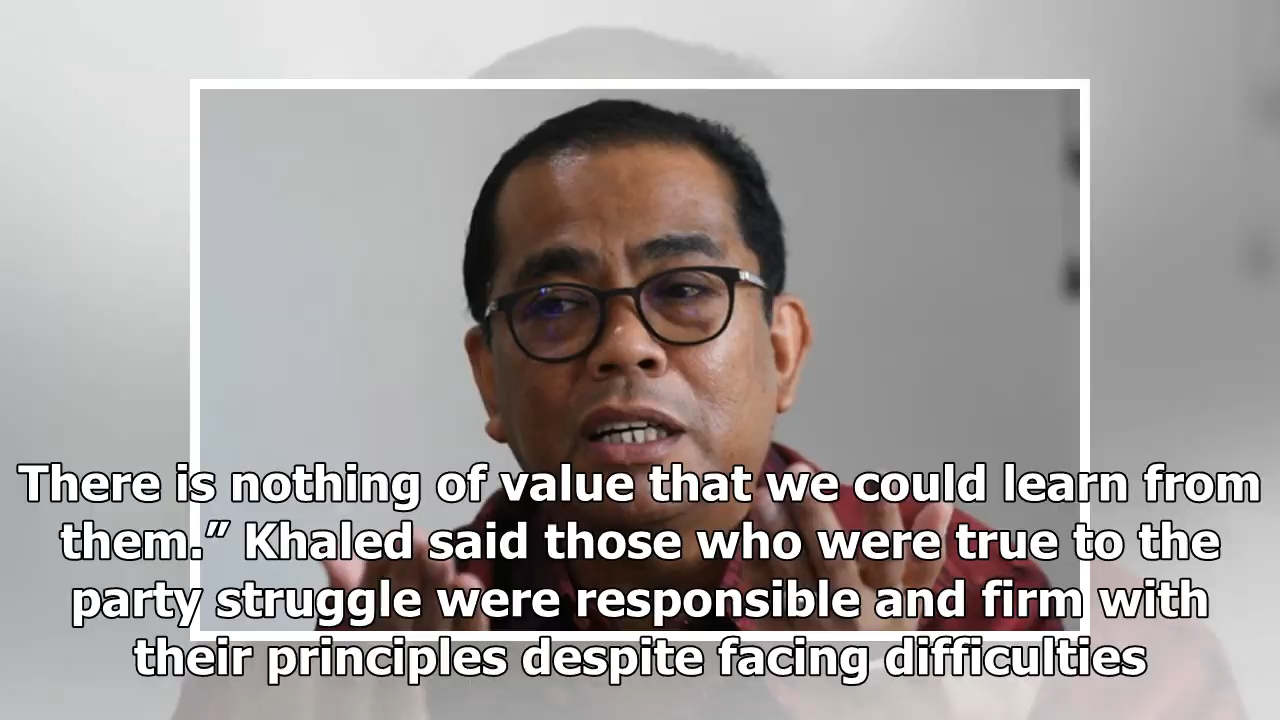 There is nothing of value that we could learn from
them.” Khaled said those who were true to the
party struggle were responsible and firm with
their principles despite facing difficulties